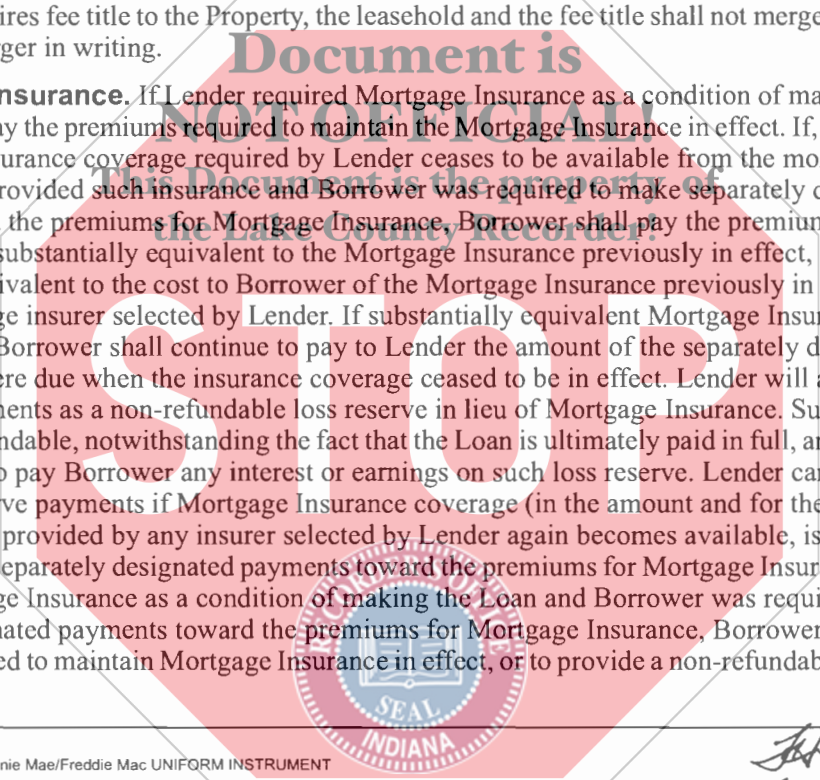 ires fee title to the Property, the leasehold and the fee title shall not merge
rger in writing.
Document is
nsurance. If Lender required Mortgage Insurance as a condition of ma
NOT OFFICIAL!
ay the premiums required to maintain the Mortgage Insurance in effect. If,
surance coverage required by Lender ceases to be available from the mo
This Document is the property of
rovided such insurance and Borrower was required to make separately d
the Lake County Recorder!
the premiums for Mortgage Insurance, Borrower shall pay the premium
substantially equivalent to the Mortgage Insurance previously in effect,
ivalent to the cost to Borrower of the Mortgage Insurance previously in
ge insurer selected by Lender. If substantially equivalent Mortgage Insur
Borrower shall continue to pay to Lender the amount of the separately d
ere due when the insurance coverage ceased to be in effect. Lender will a
STOP
nents as a non-refundable loss reserve in lieu of Mortgage Insurance. Su
ndable, notwithstanding the fact that the Loan is ultimately paid in full, an
o pay Borrower any interest or earnings on such loss reserve. Lender can
rve payments if Mortgage Insurance coverage (in the amount and for the
provided by any insurer selected by Lender again becomes available, is
eparately designated payments toward the premiums for Mortgage Insur
ge Insurance as a condition of making the Loan and Borrower was requi
nated payments toward the premiums for Mortgage Insurance, Borrower
ed to maintain Mortgage Insurance in effect, or to provide a non-refundab
RECORDER'S OFFICE
SEAL
INDIANA
nie Mae/Freddie Mac UNIFORM INSTRUMENT